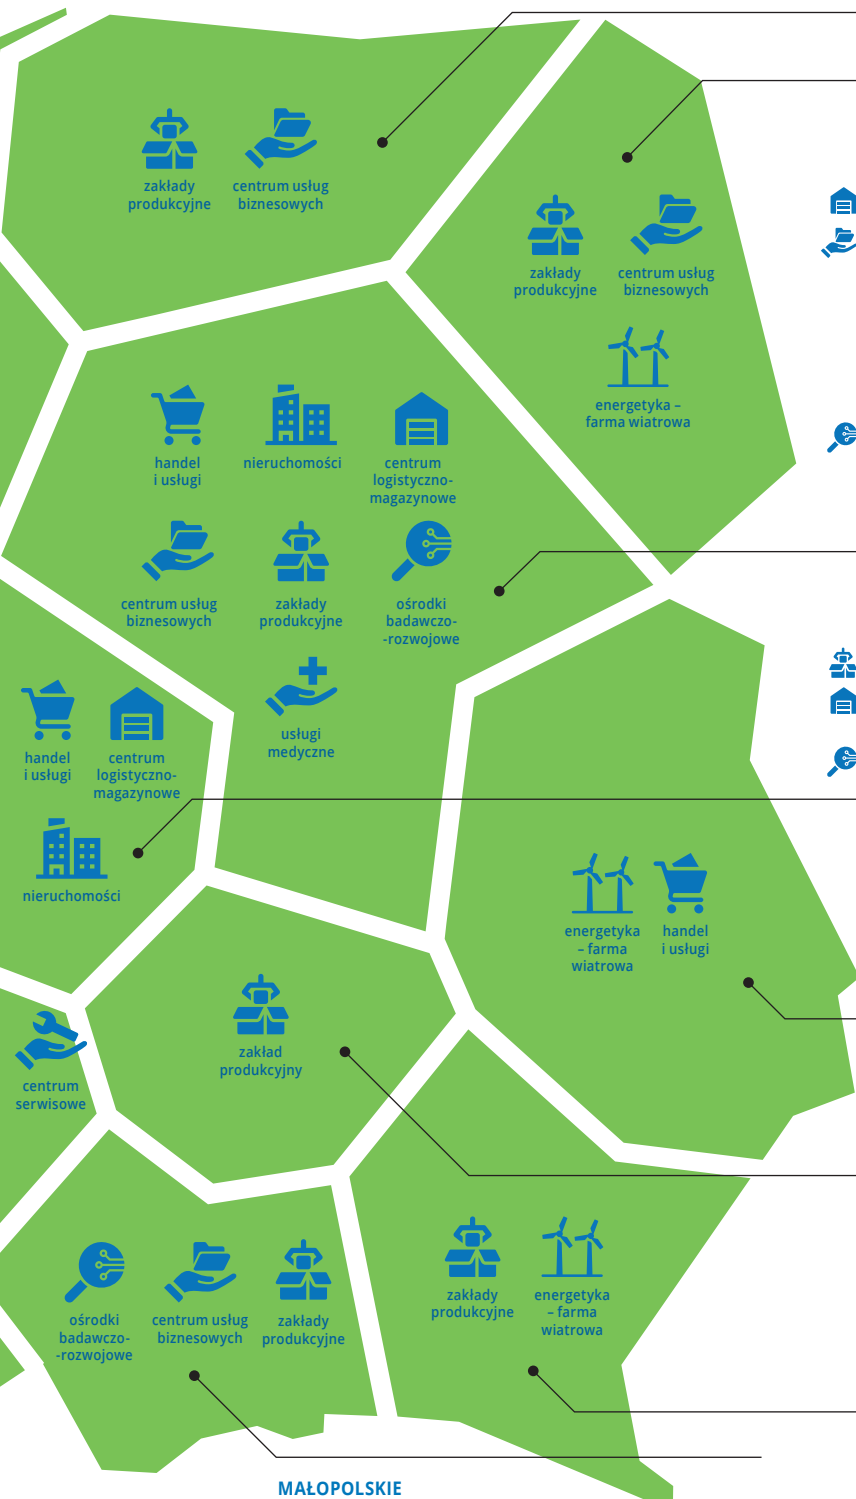 zakłady
produkcyjne
centrum usług
biznesowych
zakłady
produkcyjne
centrum usług
biznesowych
energetyka –
farma wiatrowa
handel
i usługi
nieruchomości
centrum
logistyczno-
magazynowe
centrum usług
biznesowych
zakłady
produkcyjne
ośrodki
badawczo-
-rozwojowe
usługi
medyczne
handel
i usługi
centrum
logistyczno-
magazynowe
nieruchomości
energetyka
– farma
wiatrowa
handel
i usługi
zakład
produkcyjny
centrum
serwisowe
zakłady
produkcyjne
energetyka
– farma
wiatrowa
ośrodki
badawczo-
-rozwojowe
centrum usług
biznesowych
zakłady
produkcyjne
MAŁOPOLSKIE